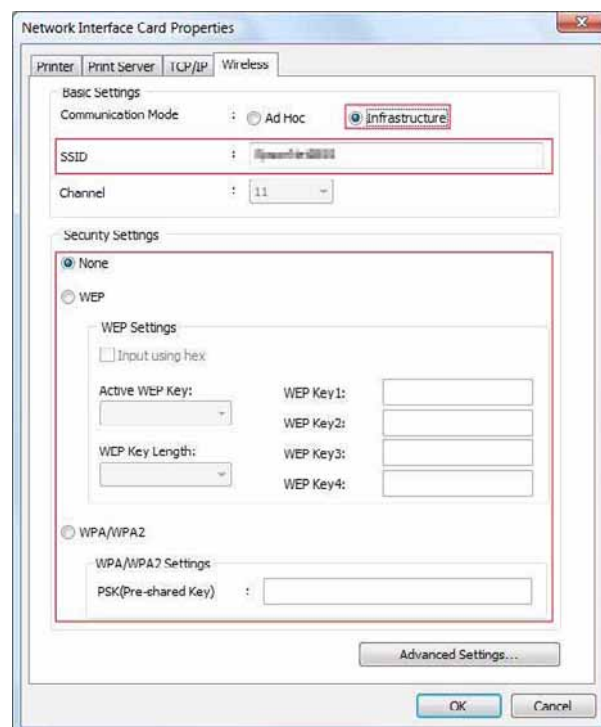 Network Interface Card Properties
Printer Print Server TCP/IP Wireless
Basic Settings
Communication Mode : Ad Hoc Infrastructure
SSID :
Channel : 11
Security Settings
None
WEP
WEP Settings
Input using hex
Active WEP Key:
WEP Key1:
WEP Key2:
WEP Key Length:
WEP Key3:
WEP Key4:
WPA/WPA2
WPA/WPA2 Settings
PSK(Pre-shared Key) :
Advanced Settings...
OK Cancel